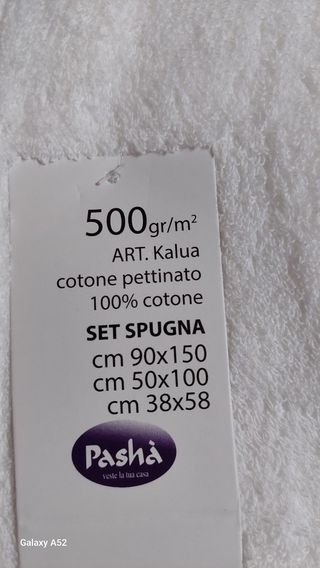 500gr/m²
ART. Kalua
cotone pettinato
100% cotone
SET SPUGNA
cm 90x150
cm 50x100
cm 38x58
Pashà
veste la tua casa
Galaxy A52